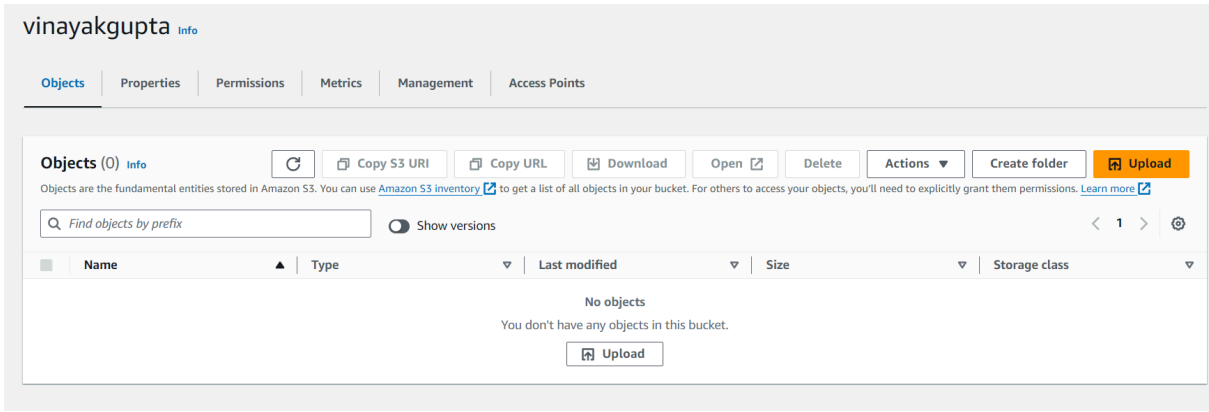 vinayakgupta Info
Objects Properties Permissions Metrics Management Access Points
Objects (0) Info Copy S3 URI Copy URL Download Open Delete Actions Create folder Upload
Objects are the fundamental entities stored in Amazon S3. You can use Amazon S3 inventory to get a list of all objects in your bucket. For others to access your objects, you'll need to explicitly grant them permissions. Learn more
Find objects by prefix Show versions 1
Name Type Last modified Size Storage class
No objects
You don't have any objects in this bucket.
Upload